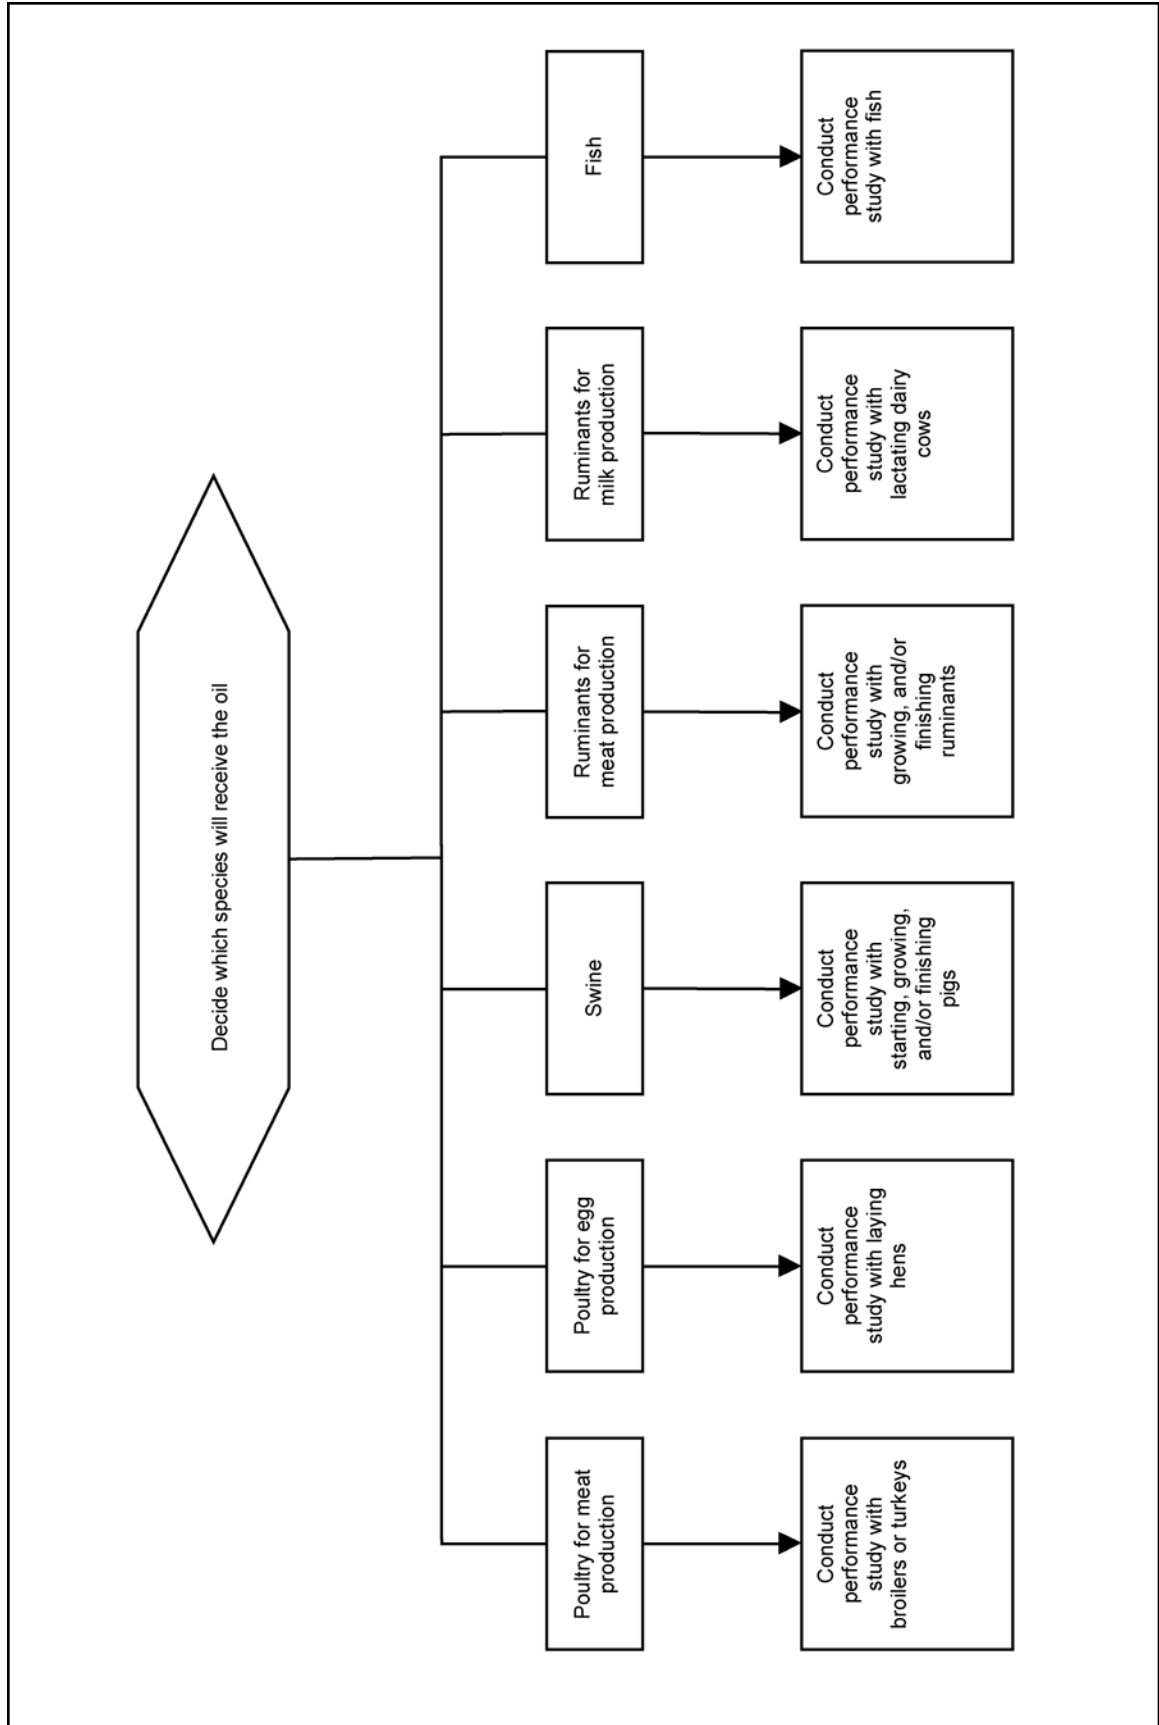 Decide which species will receive the oil
Poultry for meat
production
Poultry for egg
production
Swine
Ruminants for
meat production
Ruminants for
milk production
Fish
Conduct
performance
study with
broilers or turkeys
Conduct
performance
study with laying
hens
Conduct
performance
study with
starting, growing,
and/or finishing
pigs
Conduct
performance
study with
growing, and/or
finishing
ruminants
Conduct
performance
study with
lactating dairy
cows
Conduct
performance
study with fish